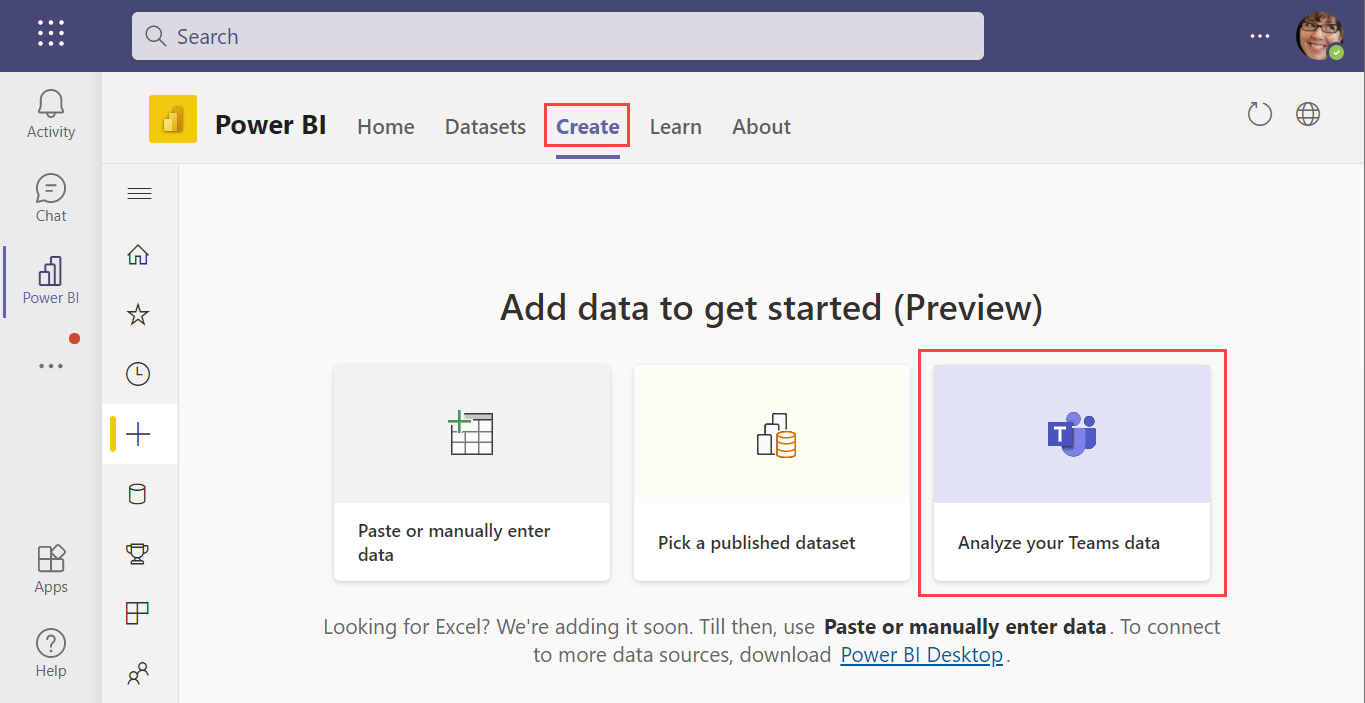 Search
Activity
Chat
Power BI
Apps
Help
Power BI Home Datasets Create Learn About
Add data to get started (Preview)
Paste or manually enter
data
Pick a published dataset
T
Analyze your Teams data
Looking for Excel? We're adding it soon. Till then, use Paste or manually enter data. To connect
to more data sources, download Power BI Desktop.